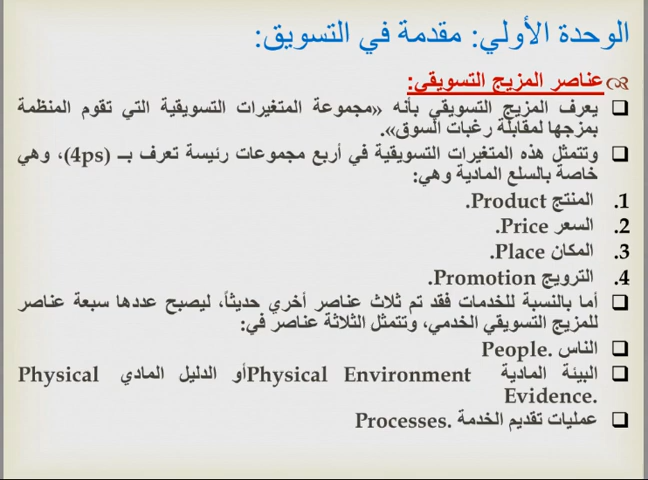 الوحدة الأولي: مقدمة في التسويق:
عناصر المزيج التسويقي:
❑ يعرف المزيج التسويقي بأنه «مجموعة المتغيرات التسويقية التي تقوم المنظمة
بمزجها لمقابلة رغبات السوق».
❑ وتتمثل هذه المتغيرات التسويقية في أربع مجموعات رئيسة تعرف بـ (4ps)، وهي
خاصة بالسلع المادية وهي:
1. المنتج Product.
2. السعر Price.
3. المكان Place.
4. الترويج Promotion.
❑ أما بالنسبة للخدمات فقد تم ثلاث عناصر أخري حديثاً، ليصبح عددها سبعة عناصر
للمزيج التسويقي الخدمي، وتتمثل الثلاثة عناصر في:
❑ الناس People.
❑ البيئة المادية Physical Environment أو الدليل المادي Physical
Evidence.
❑ عمليات تقديم الخدمة Processes.